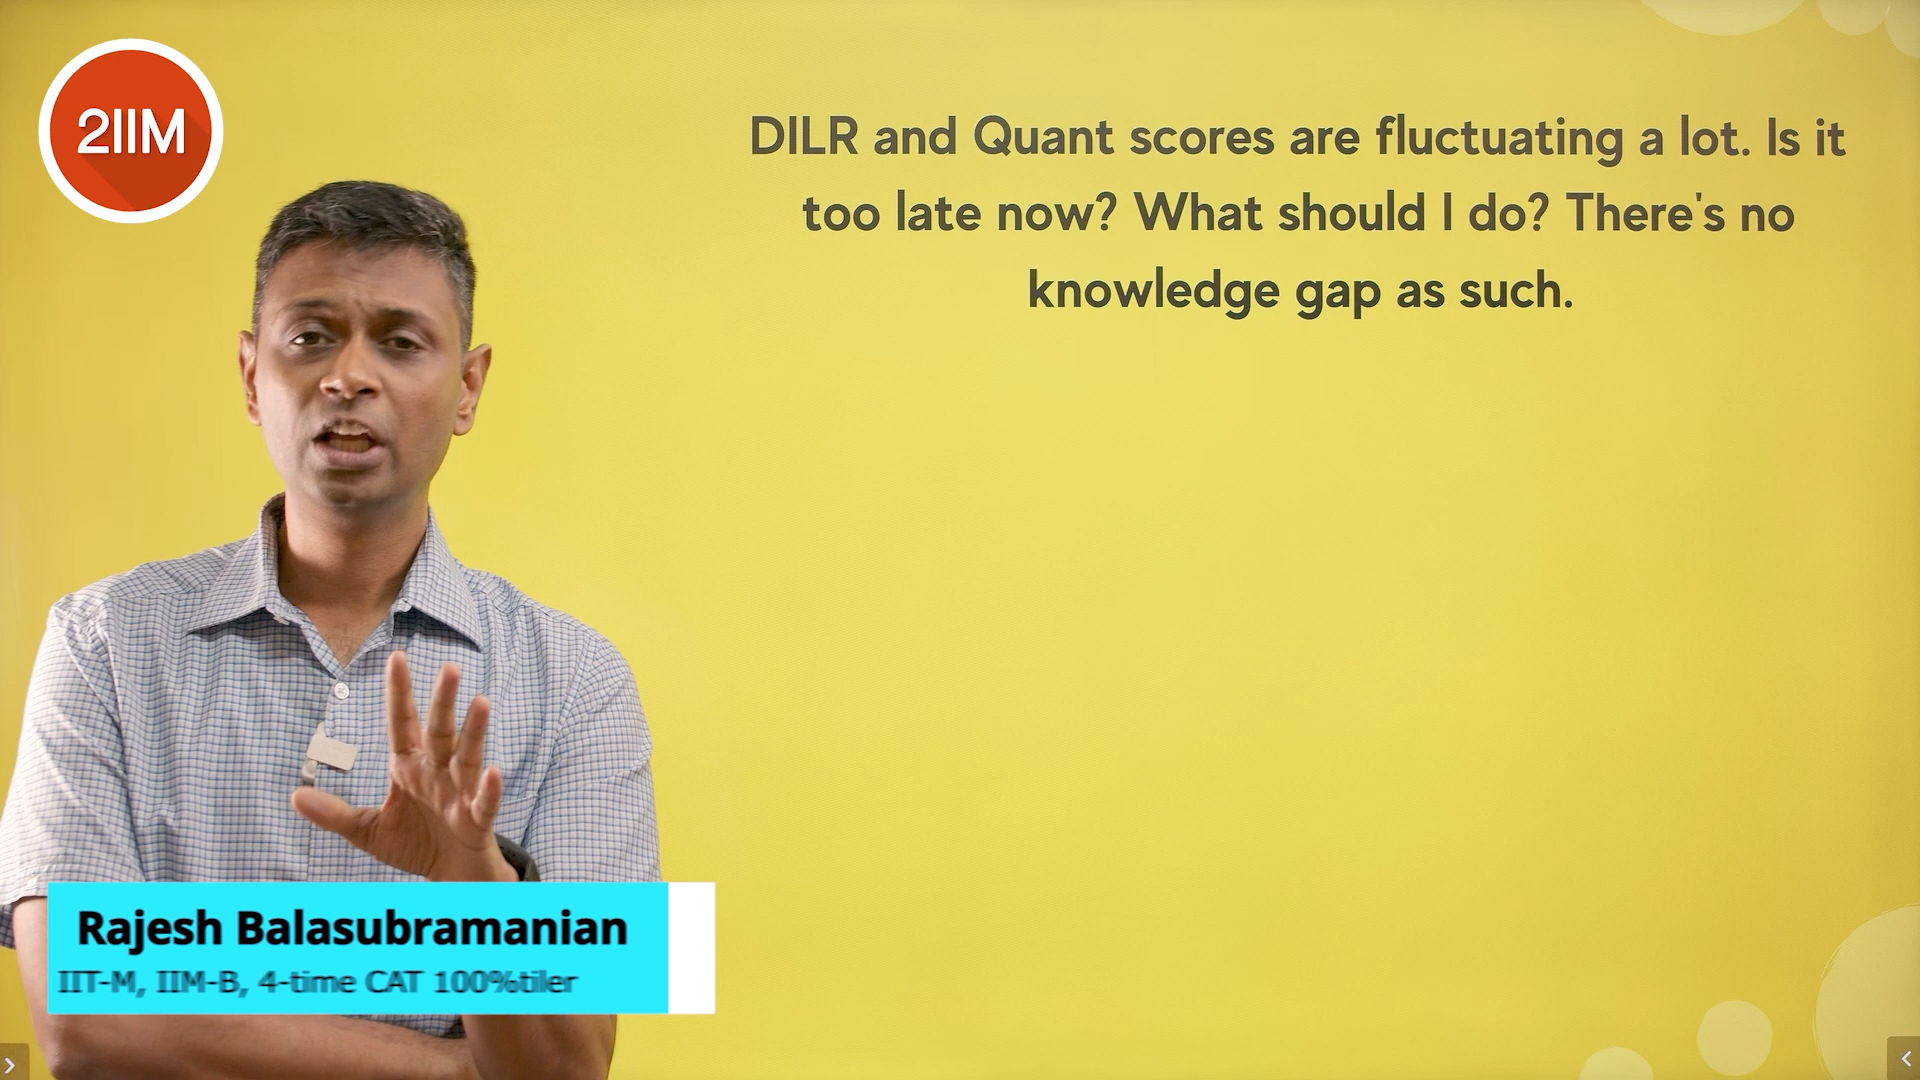 2IIM
DILR and Quant scores are fluctuating a lot. Is it
too late now? What should I do? There's no
knowledge gap as such.
Rajesh Balasubramanian
IIT-M, IIM-B, 4-time CAT 100%tiler